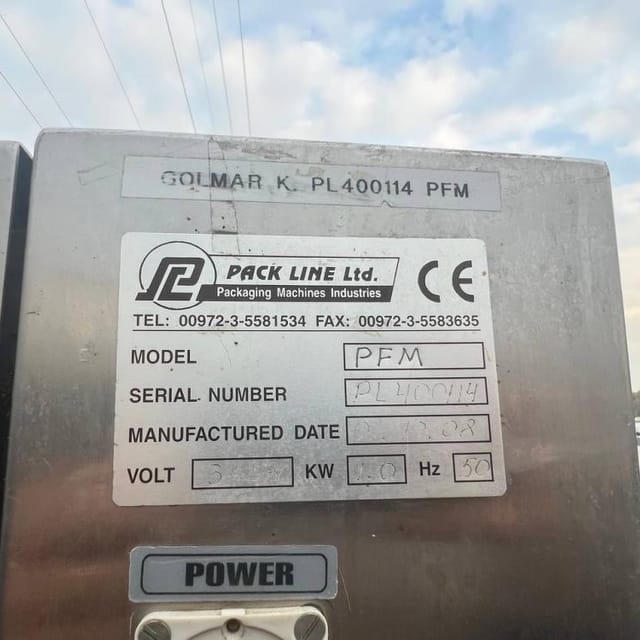 GOLMAR K. PL400114 PFM
PL PACK LINE Ltd. CE
Packaging Machines Industries
TEL: 00972-3-5581534 FAX: 00972-3-5583635
MODEL PFM
SERIAL NUMBER PL400114
MANUFACTURED DATE
VOLT KW Hz 50
POWER